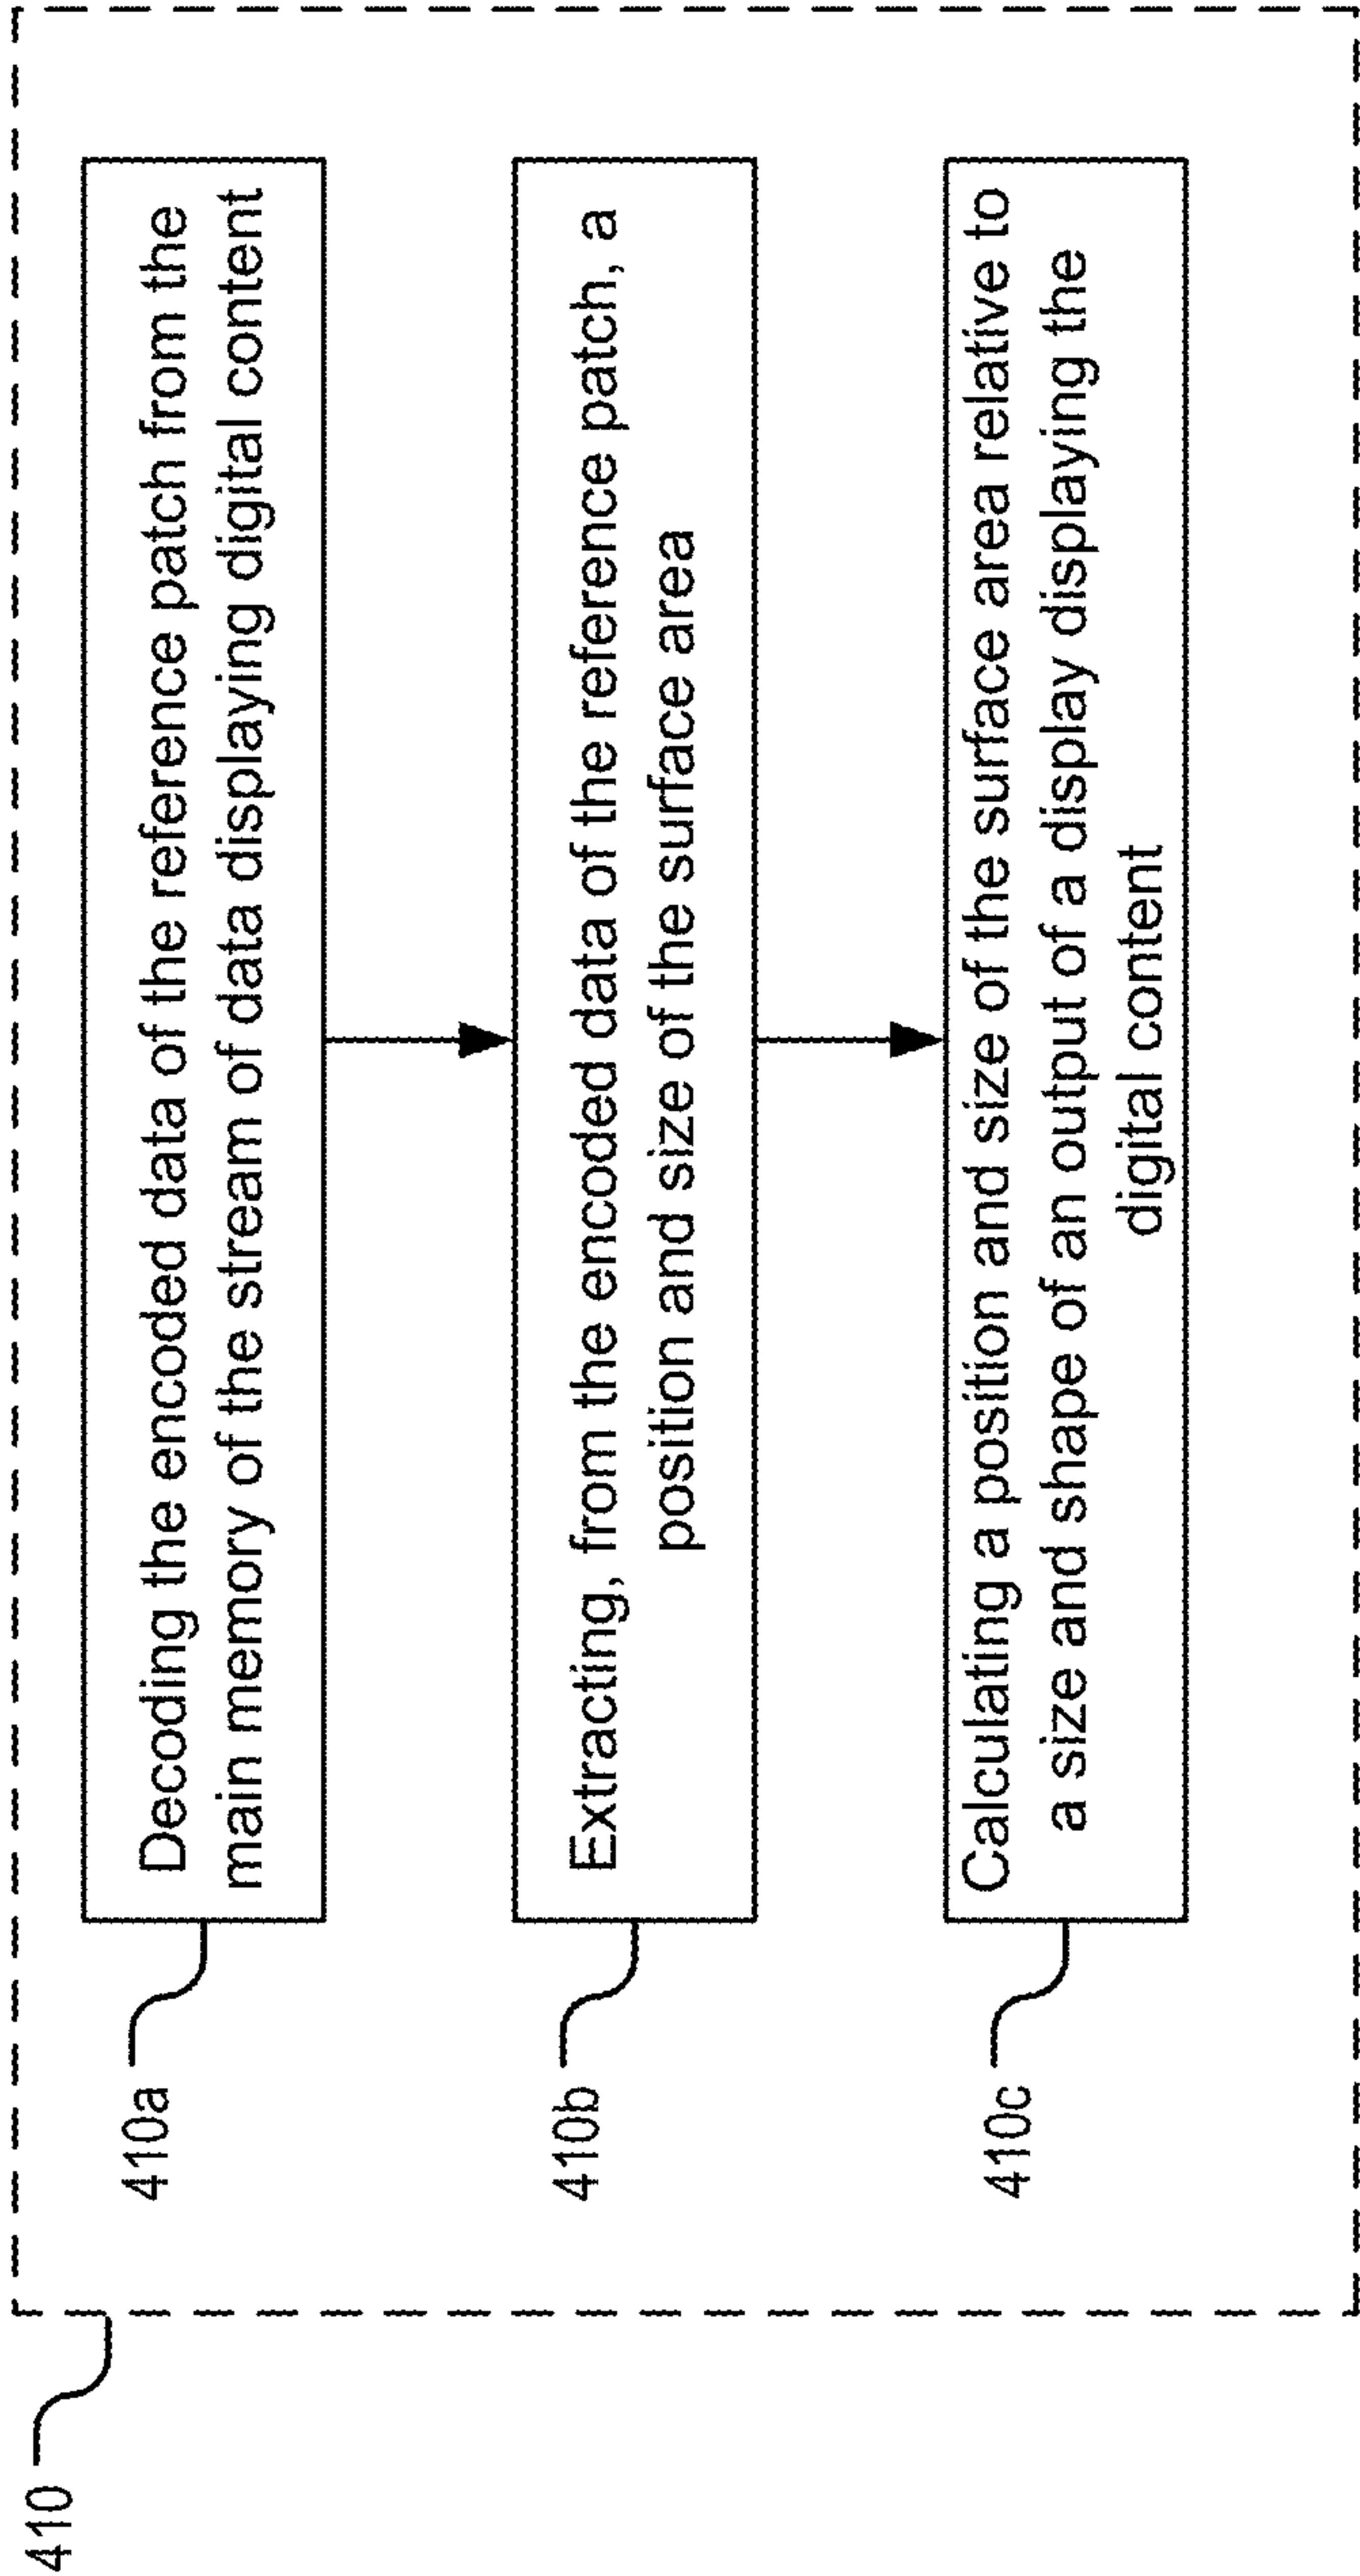 410
410a
Decoding the encoded data of the reference patch from the
main memory of the stream of data displaying digital content
410b
Extracting, from the encoded data of the reference patch, a
position and size of the surface area
410c
Calculating a position and size of the surface area relative to
a size and shape of an output of a display displaying the
digital content